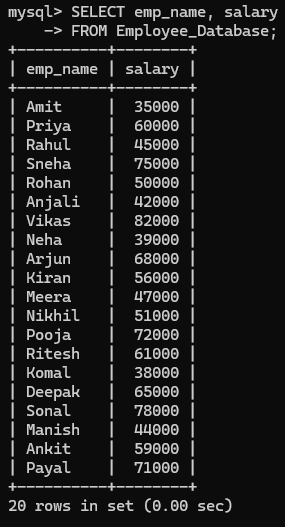 mysql> SELECT emp_name, salary
    -> FROM Employee_Database;
+----------+--------+
| emp_name | salary |
+----------+--------+
| Amit     |  35000 |
| Priya    |  60000 |
| Rahul    |  45000 |
| Sneha    |  75000 |
| Rohan    |  50000 |
| Anjali   |  42000 |
| Vikas    |  82000 |
| Neha     |  39000 |
| Arjun    |  68000 |
| Kiran    |  56000 |
| Meera    |  47000 |
| Nikhil   |  51000 |
| Pooja    |  72000 |
| Ritesh   |  61000 |
| Komal    |  38000 |
| Deepak   |  65000 |
| Sonal    |  78000 |
| Manish   |  44000 |
| Ankit    |  59000 |
| Payal    |  71000 |
+----------+--------+
20 rows in set (0.00 sec)